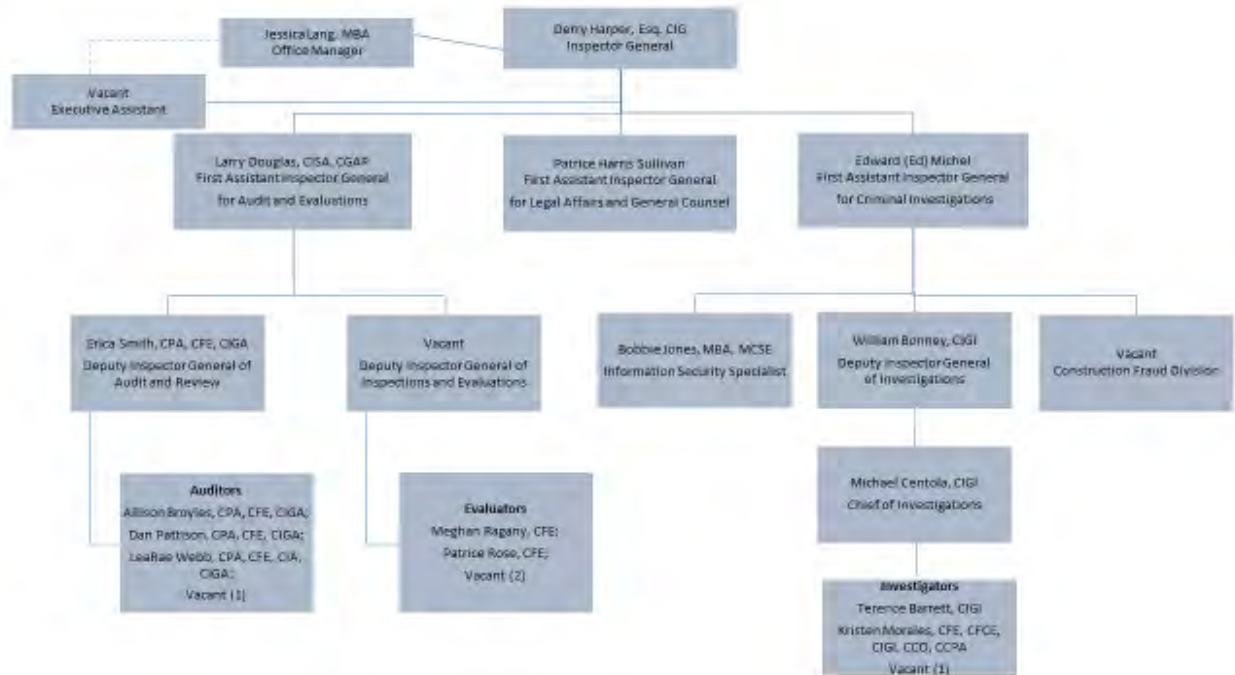 Jessica Lang, MBA
Office Manager
Derry Harper, Esq. CIG
Inspector General
Vacant
Executive Assistant
Larry Douglas, CISA, CGAP
First Assistant Inspector General
for Audit and Evaluations
Patrice Harris Sullivan
First Assistant Inspector General
for Legal Affairs and General Counsel
Edward (Ed) Michel
First Assistant Inspector General
for Criminal Investigations
Erica Smith, CPA, CFE, CIGA
Deputy Inspector General of
Audit and Review
Vacant
Deputy Inspector General of
Inspections and Evaluations
Bobbie Jones, MBA, MCSE
Information Security Specialist
William Bonney, CIGI
Deputy Inspector General
of Investigations
Vacant
Construction Fraud Division
Auditors
Allison Broyles, CPA, CFE, CIGA;
Dan Pattison, CPA, CFE, CIGA;
LeaRae Webb, CPA, CFE, CIA,
CIGA;
Vacant (1)
Evaluators
Meghan Ragany, CFE;
Patrice Rose, CFE;
Vacant (2)
Michael Centola, CIGI
Chief of Investigations
Investigators
Terence Barrett, CIGI
Kristen Morales, CFE, CFCE,
CIGI, CCO, CCPA
Vacant (1)